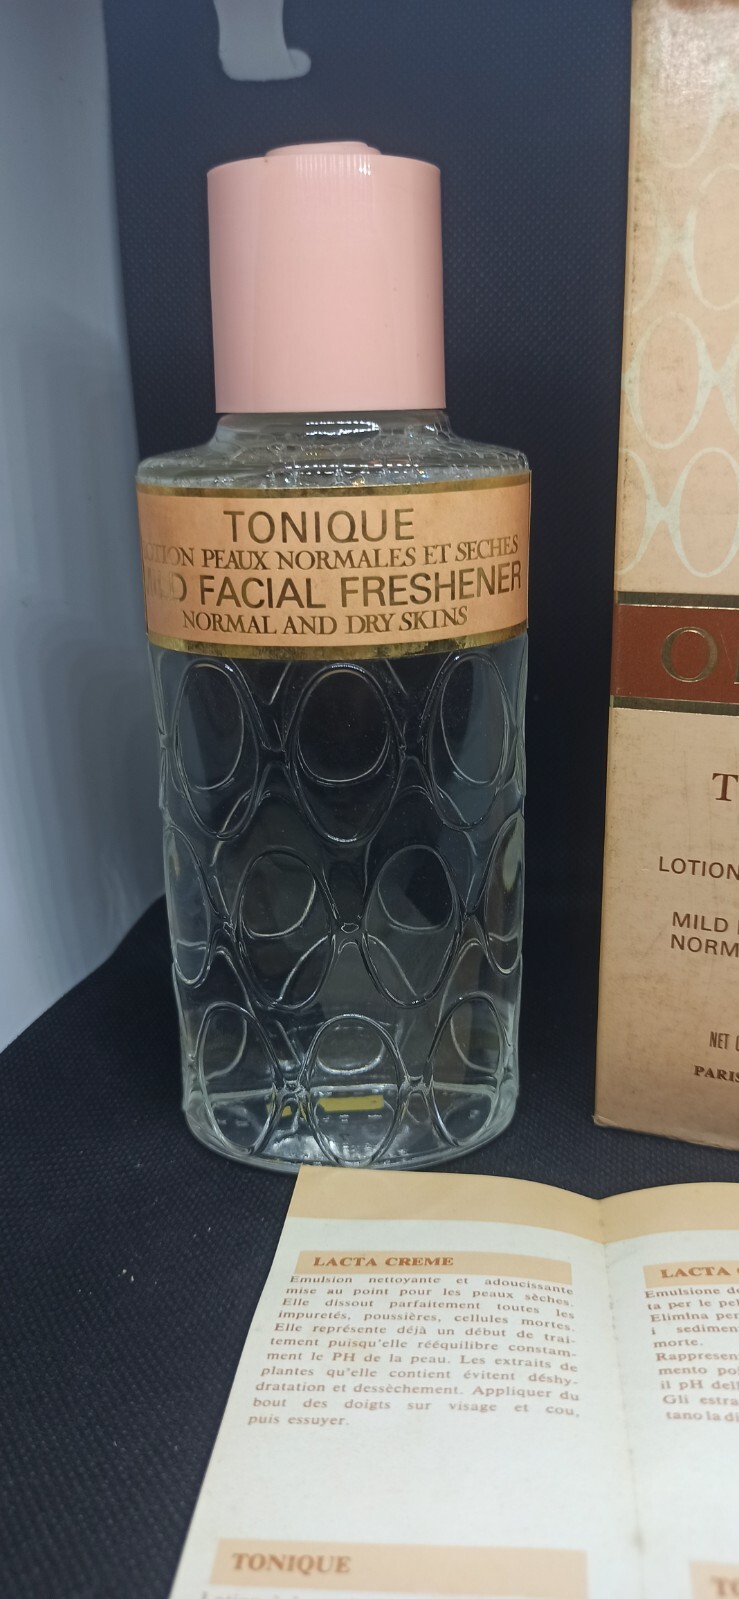 TONIQUE
LOTION PEAUX NORMALES ET SECHES
MILD FACIAL FRESHENER
NORMAL AND DRY SKINS
LOTION
MILD
NORM
NET
PARIS
LACTA CREME
Emulsion nettoyante et adoucissante
mise au point pour les peaux sèches.
Elle dissout parfaitement toutes les
impuretés, poussières, cellules mortes.
Elle représente déjà un début de trai-
tement puisqu'elle rééquilibre constam-
ment le PH de la peau. Les extraits de
plantes qu'elle contient évitent déshy-
dratation et dessèchement. Appliquer du
bout des doigts sur visage et cou,
puis essuyer.
LACTA
Emulsione de
ta per le pel
Elimina per
i sedimen
morte.
Rappresen
mento po
il pH dell
Gli estra
tano la di
TONIQUE
TO